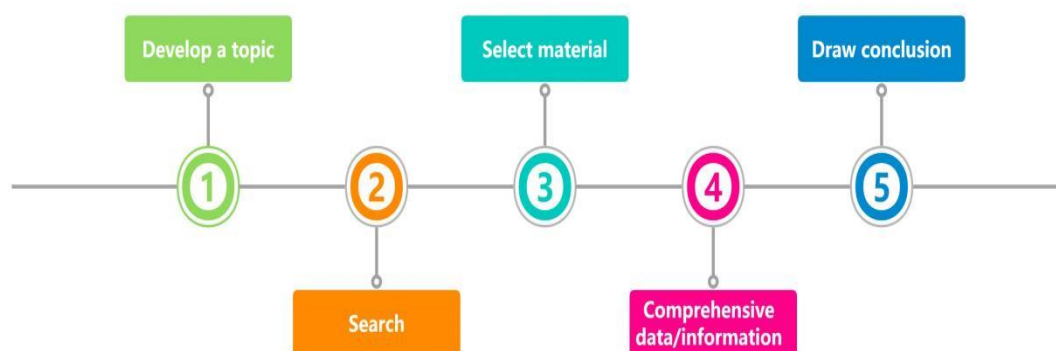 Develop a topic
Select material
Draw conclusion
1
2
3
4
5
Search
Comprehensive
data/information